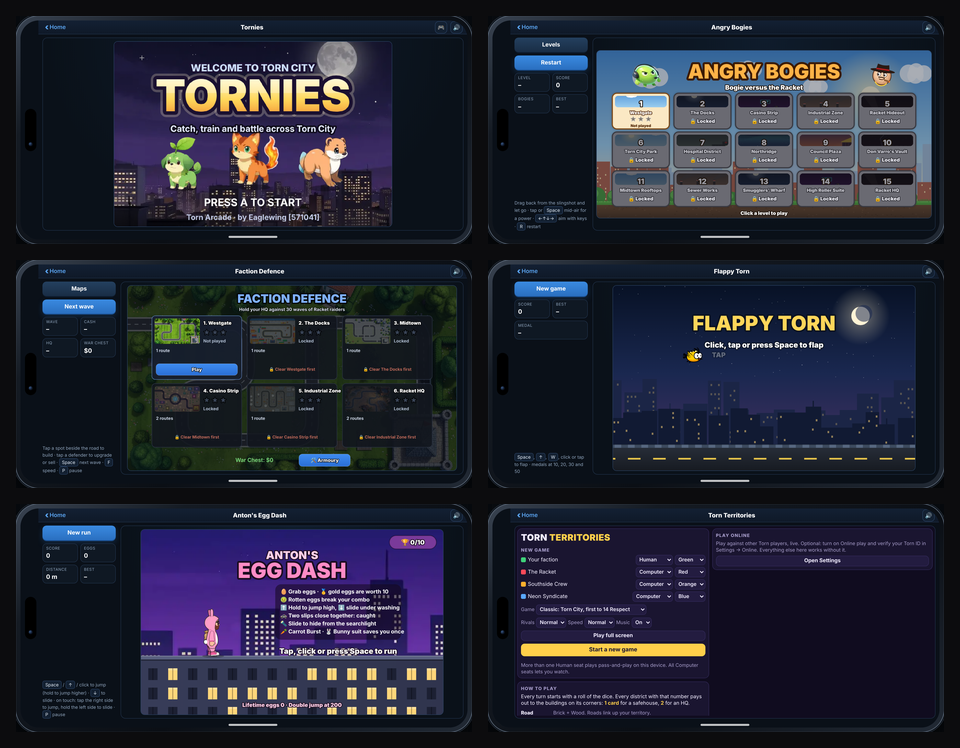 Home
Tornies
WELCOME TO TORN CITY
TORNIES
Catch, train and battle across Torn City
PRESS A TO START
Torn Arcade · by Eaglewing [571041]
Home
Angry Bogies
Levels
Restart
LEVEL
–
SCORE
0
BOGIES
–
BEST
–
Drag back from the slingshot and
let go · tap or Space mid-air for
a power · ←↑↓→ aim with keys
· R restart
ANGRY BOGIES
Bogie versus the Racket
1
Westgate
Not played
2
The Docks
Locked
3
Casino Strip
Locked
4
Industrial Zone
Locked
5
Racket Hideout
Locked
6
Torn City Park
Locked
7
Hospital District
Locked
8
Northridge
Locked
9
Council Plaza
Locked
10
Don Varro's Vault
Locked
11
Midtown Rooftops
Locked
12
Sewer Works
Locked
13
Smugglers' Wharf
Locked
14
High Roller Suite
Locked
15
Racket HQ
Locked
Click a level to play
Home
Faction Defence
Maps
Next wave
WAVE
–
CASH
–
HQ
–
WAR CHEST
$0
Tap a spot beside the road to
build · tap a defender to upgrade
or sell · Space next wave · F
speed · P pause
FACTION DEFENCE
Hold your HQ against 30 waves of Racket raiders
1. Westgate
Not played
1 route
Play
2. The Docks
Locked
1 route
Clear Westgate first
3. Midtown
Locked
1 route
Clear The Docks first
4. Casino Strip
Locked
2 routes
Clear Midtown first
5. Industrial Zone
Locked
1 route
Clear Casino Strip first
6. Racket HQ
Locked
2 routes
Clear Industrial Zone first
War Chest: $0
Armoury
Home
Flappy Torn
New game
SCORE
0
BEST
–
MEDAL
–
Space, ↑, W, click or tap
to flap · medals at 10, 20, 30 and
50
FLAPPY TORN
Click, tap or press Space to flap
TAP
Home
Anton's Egg Dash
New run
SCORE
0
EGGS
0
DISTANCE
0 m
BEST
–
Space / ↑ / click to jump
(hold to jump higher) · ↓ to
slide · on touch: tap the right side
to jump, hold the left side to slide ·
P pause
0/10
ANTON'S
EGG DASH
Grab eggs · gold eggs are worth 10
Rotten eggs break your combo
Hold to jump high, slide under washing
Two slips close together: caught
Slide to hide from the searchlight
Carrot Burst · Bunny suit saves you once
Tap, click or press Space to run
Lifetime eggs 0 · Double jump at 200
Home
Torn Territories
TORN TERRITORIES
NEW GAME
Your faction
Human
Green
The Racket
Computer
Red
Southside Crew
Computer
Orange
Neon Syndicate
Computer
Blue
Game Classic: Torn City, first to 14 Respect
Rivals Normal Speed Normal Music On
Play full screen
Start a new game
More than one Human seat plays pass-and-play on this device. All Computer
seats lets you watch.
HOW TO PLAY
Every turn starts with a roll of the dice. Every district with that number pays
out to the buildings on its corners: 1 card for a safehouse, 2 for an HQ.
Road
Brick + Wood. Roads link up your territory.
PLAY ONLINE
Play against other Torn players, live. Optional: turn on Online play and verify your Torn ID in
Settings → Online. Everything else here works without it.
Open Settings